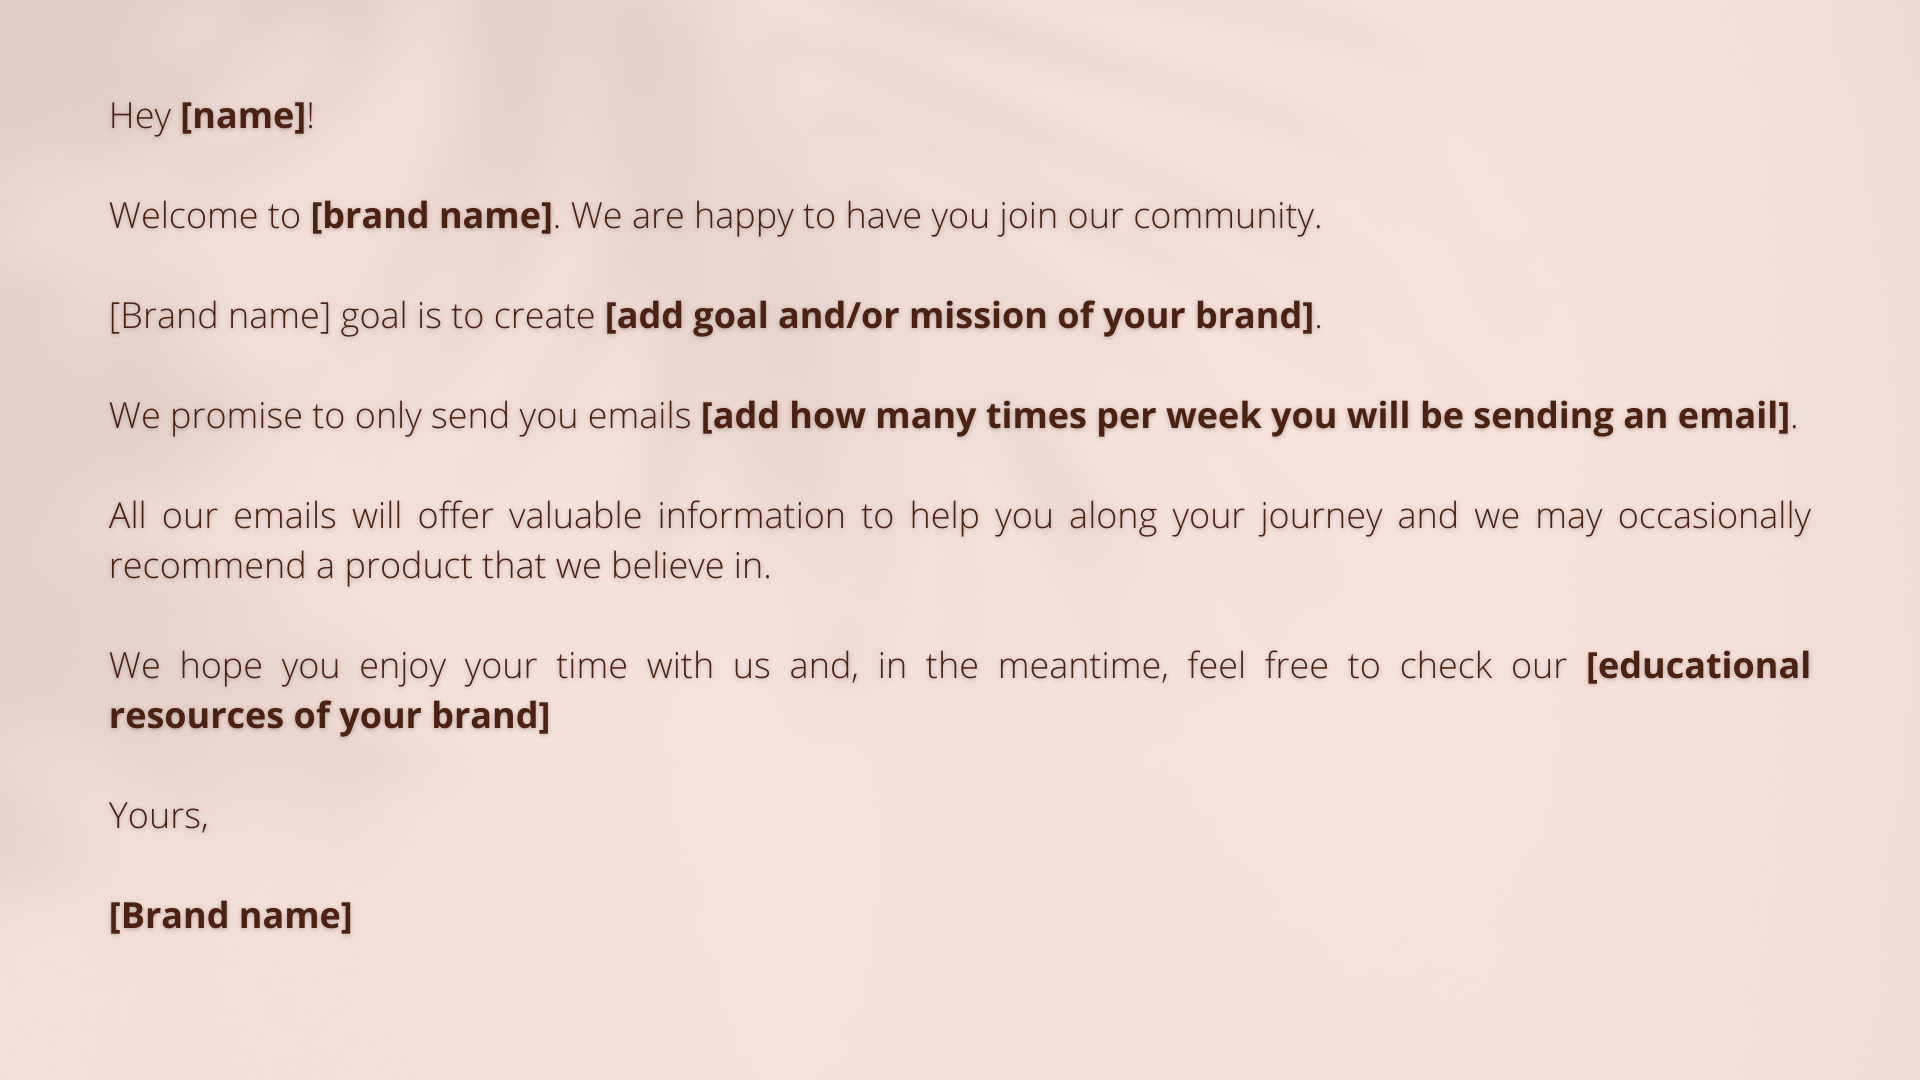 Hey [name]!
Welcome to [brand name]. We are happy to have you join our community.
[Brand name] goal is to create [add goal and/or mission of your brand].
We promise to only send you emails [add how many times per week you will be sending an email].
All our emails will offer valuable information to help you along your journey and we may occasionally
recommend a product that we believe in.
We hope you enjoy your time with us and, in the meantime, feel free to check our [educational
resources of your brand]
Yours,
[Brand name]